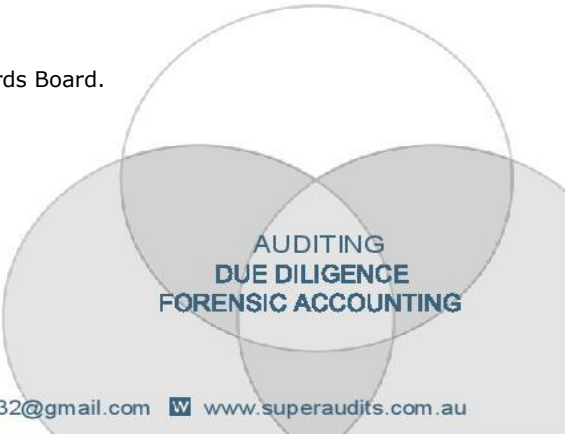 rds Board.
AUDITING
DUE DILIGENCE
FORENSIC ACCOUNTING
32@gmail.com W www.superaudits.com.au